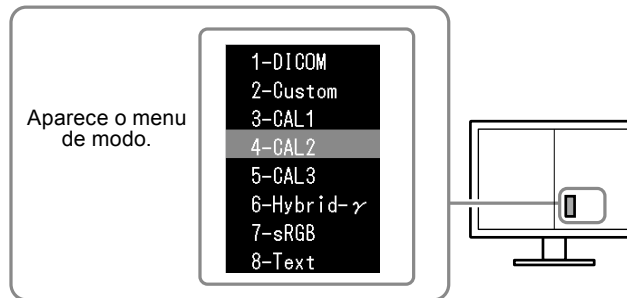 Aparece o menu
de modo.
1-DICOM
2-Custom
3-CAL1
4-CAL2
5-CAL3
6-Hybrid-γ
7-sRGB
8-Text